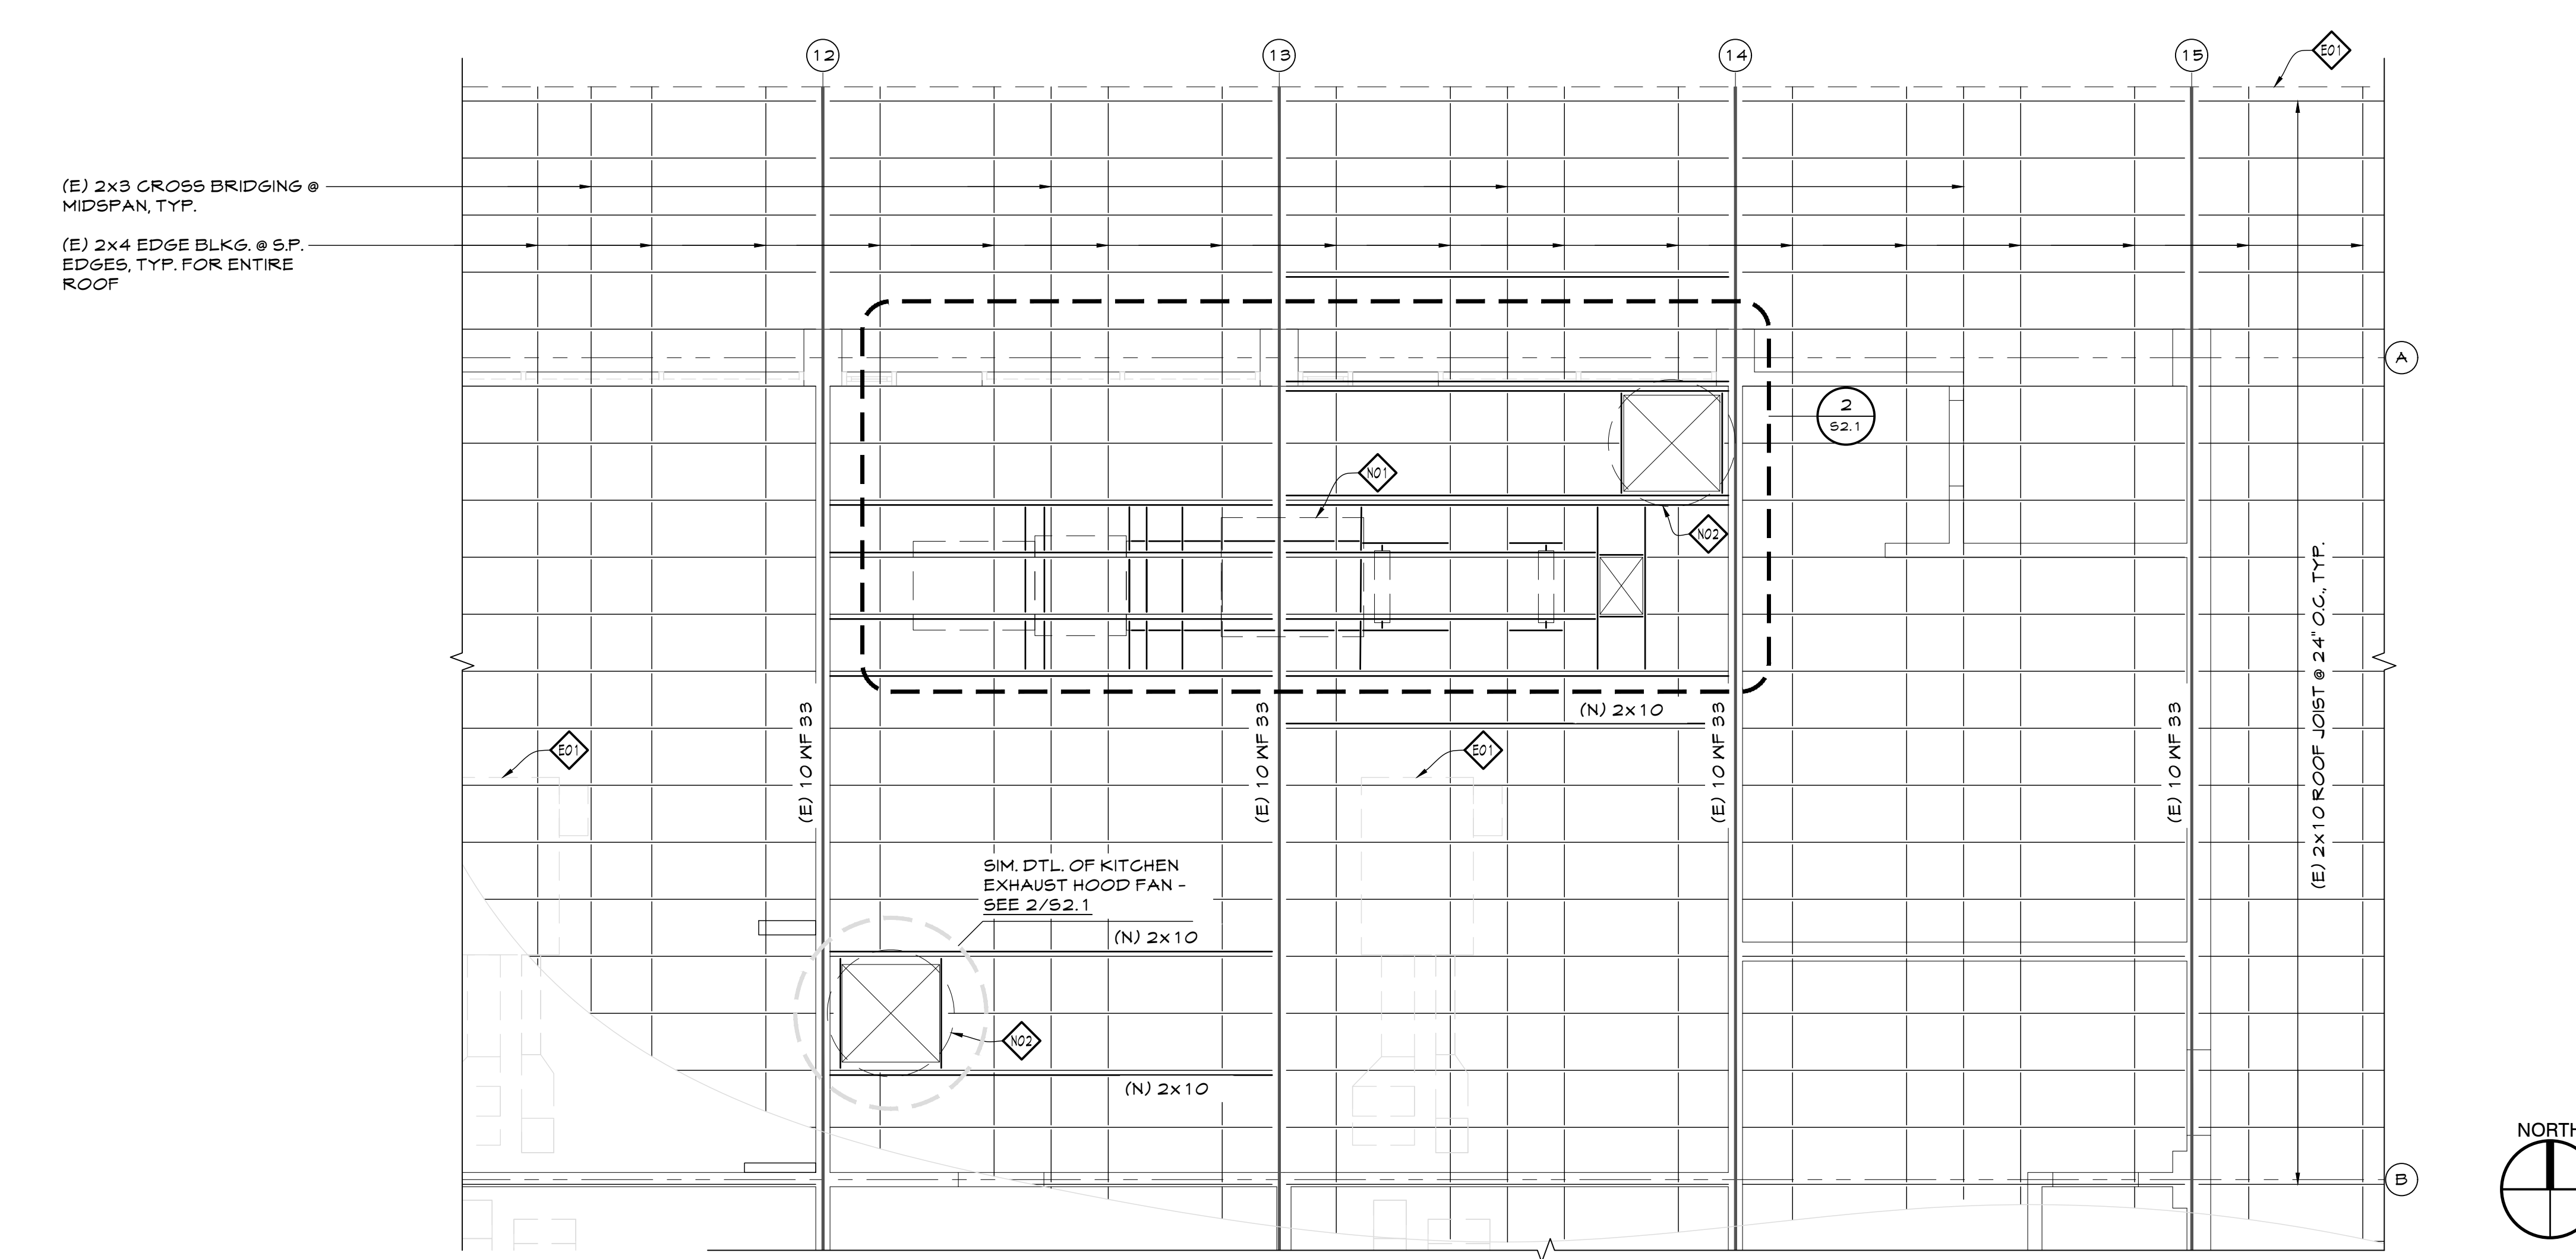 12
13
14
15
E01
(E) 2x3 CROSS BRIDGING @
MIDSPAN, TYP.
(E) 2x4 EDGE BLKG. @ S.P.
EDGES, TYP. FOR ENTIRE
ROOF
A
2
S2.1
N01
N02
(E) 2x10 ROOF JOIST @ 24" O.C., TYP.
(N) 2x10
(E) 10 WF 33
(E) 10 WF 33
(E) 10 WF 33
(E) 10 WF 33
E01
E01
SIM. DTL. OF KITCHEN
EXHAUST HOOD FAN -
SEE 2/S2.1
(N) 2x10
N02
(N) 2x10
NORTH
B